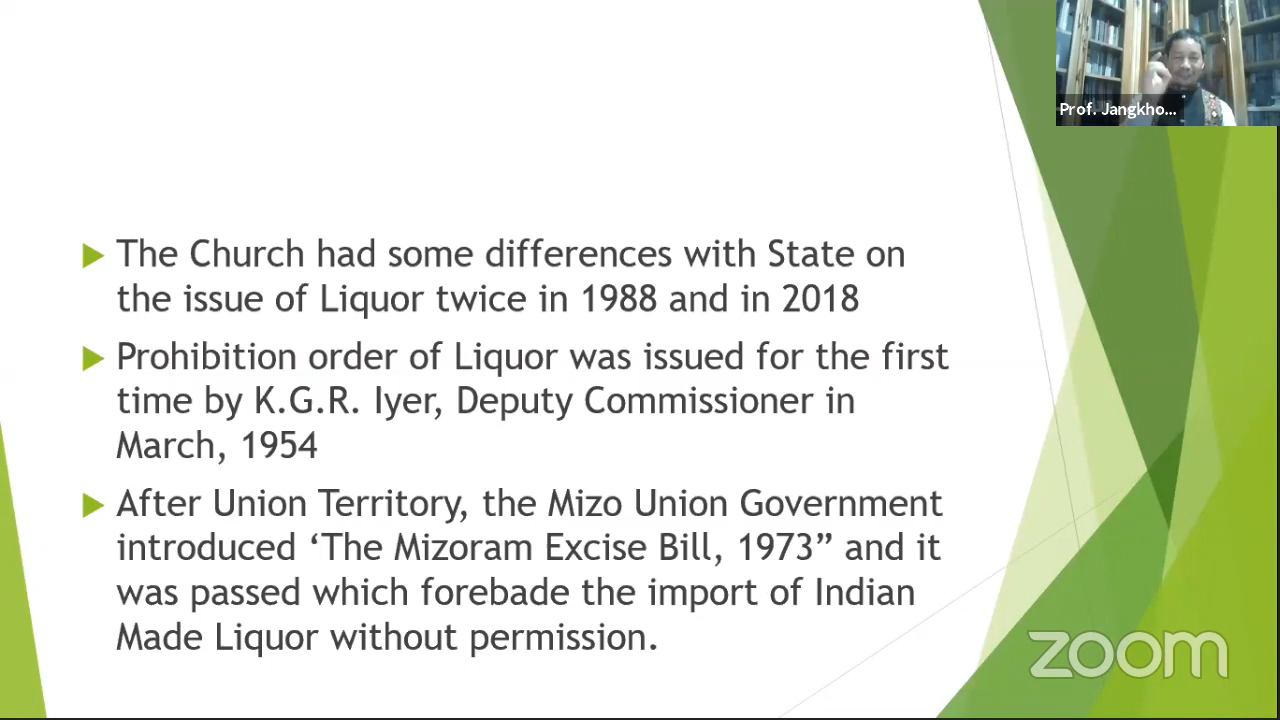 Prof. Jangkho...
The Church had some differences with State on
the issue of Liquor twice in 1988 and in 2018
Prohibition order of Liquor was issued for the first
time by K.G.R. Iyer, Deputy Commissioner in
March, 1954
After Union Territory, the Mizo Union Government
introduced ‘The Mizoram Excise Bill, 1973” and it
was passed which forebade the import of Indian
Made Liquor without permission.
zoom